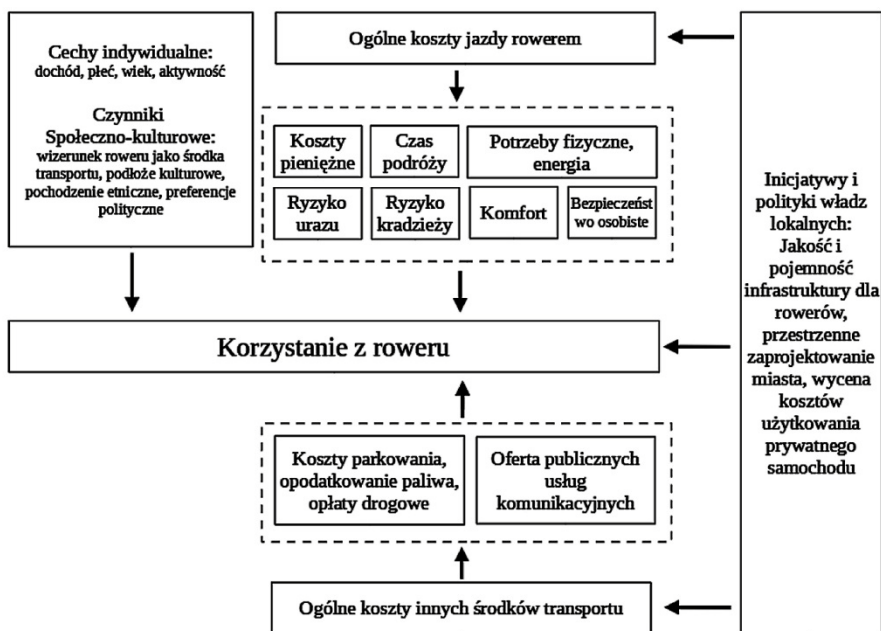 Cechy indywidualne:
dochód, płeć, wiek, aktywność
Czynniki
Społeczno-kulturowe:
wizerunek roweru jako środka
transportu, podłoże kulturowe,
pochodzenie etniczne, preferencje
polityczne
Ogólne koszty jazdy rowerem
Koszty
pieniężne
Czas
podróży
Potrzeby fizyczne,
energia
Ryzyko
urazu
Ryzyko
kradzieży
Komfort
Bezpieczeńst
wo osobiste
Korzystanie z roweru
Koszty parkowania,
opodatkowanie paliwa,
opłaty drogowe
Oferta publicznych
usług
komunikacyjnych
Ogólne koszty innych środków transportu
Inicjatywy i
polityki władz
lokalnych:
Jakość i
pojemność
infrastruktury dla
rowerów,
przestrzenne
zaprojektowanie
miasta, wycena
kosztów
użytkowania
prywatnego
samochodu